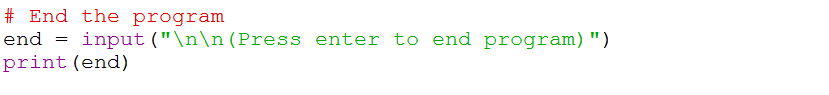 # End the program
end = input("\n\n(Press enter to end program)")
print(end)